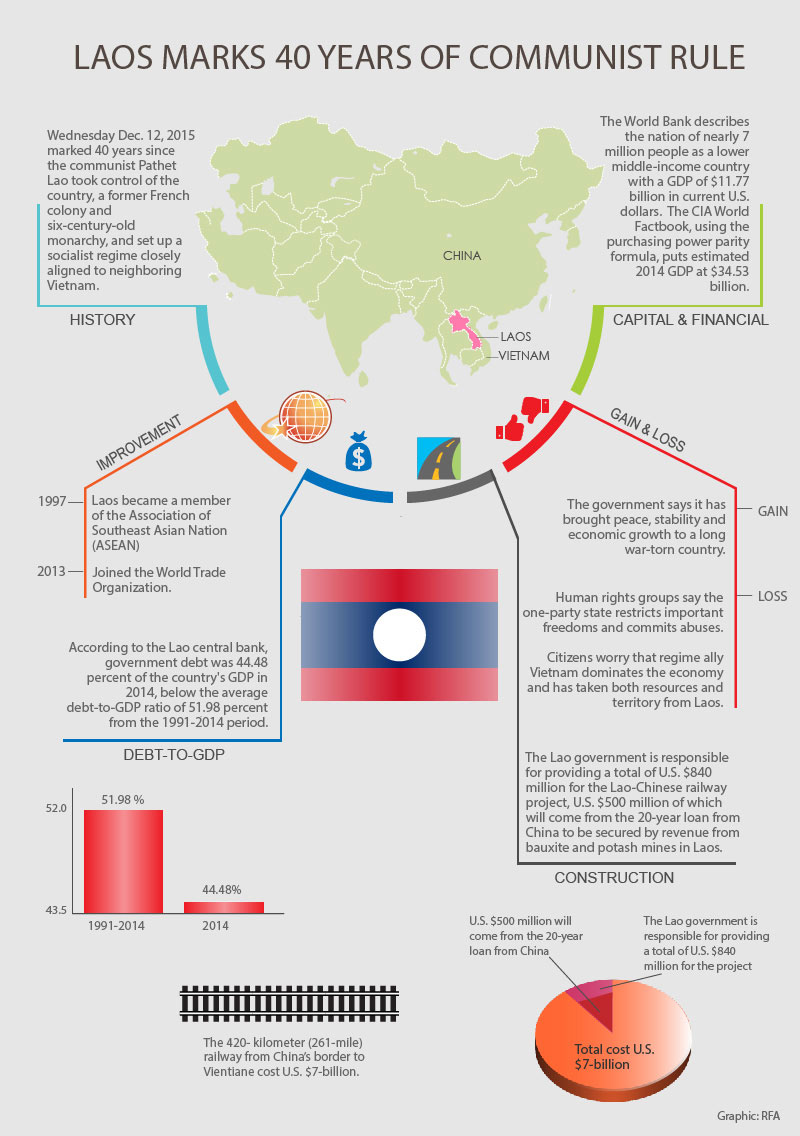 LAOS MARKS 40 YEARS OF COMMUNIST RULE
Wednesday Dec. 12, 2015
marked 40 years since
the communist Pathet
Lao took control of the
country, a former French
colony and
six-century-old
monarchy, and set up a
socialist regime closely
aligned to neighboring
Vietnam.
HISTORY
The World Bank describes
the nation of nearly 7
million people as a lower
middle-income country
with a GDP of $11.77
billion in current U.S.
dollars. The CIA World
Factbook, using the
purchasing power parity
formula, puts estimated
2014 GDP at $34.53
billion.
CAPITAL & FINANCIAL
CHINA
LAOS
VIETNAM
IMPROVEMENT
1997
Laos became a member
of the Association of
Southeast Asian Nation
(ASEAN)
2013
Joined the World Trade
Organization.
$
GAIN & LOSS
GAIN
The government says it has
brought peace, stability and
economic growth to a long
war-torn country.
LOSS
Human rights groups say the
one-party state restricts important
freedoms and commits abuses.
Citizens worry that regime ally
Vietnam dominates the economy
and has taken both resources and
territory from Laos.
According to the Lao central bank,
government debt was 44.48
percent of the country's GDP in
2014, below the average
debt-to-GDP ratio of 51.98 percent
from the 1991-2014 period.
DEBT-TO-GDP
52.0
51.98 %
44.48%
43.5
1991-2014
2014
The Lao government is responsible
for providing a total of U.S. $840
million for the Lao-Chinese railway
project, U.S. $500 million of which
will come from the 20-year loan from
China to be secured by revenue from
bauxite and potash mines in Laos.
CONSTRUCTION
U.S. $500 million will
come from the 20-year
loan from China
The Lao government is
responsible for providing
a total of U.S. $840
million for the project
Total cost U.S.
$7-billion
The 420- kilometer (261-mile)
railway from China's border to
Vientiane cost U.S. $7-billion.
Graphic: RFA